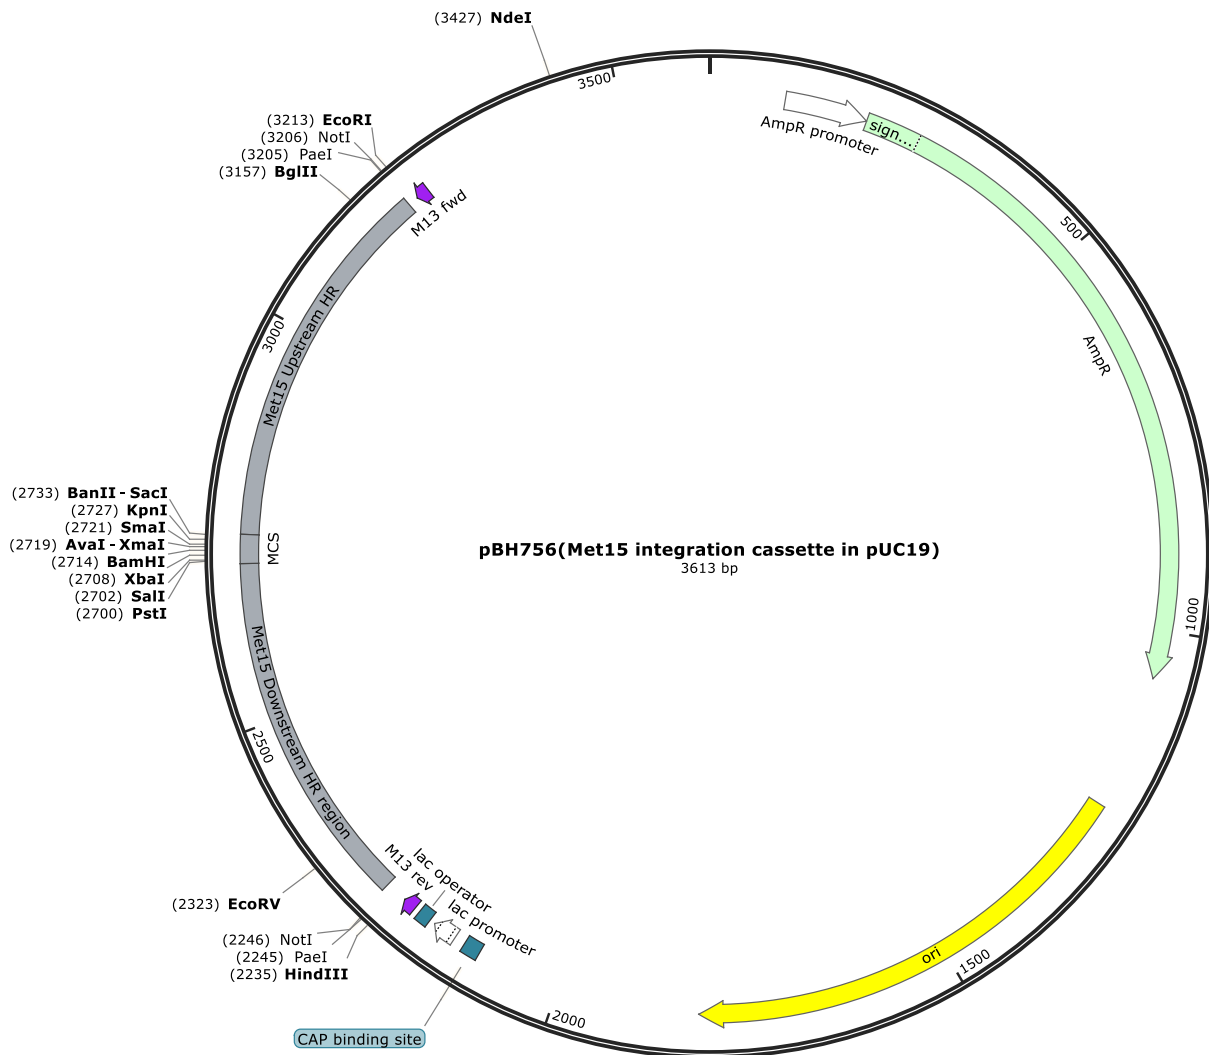 (3427) NdeI
3500
(3213) EcoRI
(3206) NotI
(3205) PaeI
(3157) BglII
AmpR promoter
sign...
M13 fwd
500
Met15 Upstream HR
3000
AmpR
(2733) BanII - SacI
(2727) KpnI
(2721) SmaI
(2719) AvaI - XmaI
(2714) BamHI
(2708) XbaI
(2702) SalI
(2700) PstI
MCS
pBH756(Met15 integration cassette in pUC19)
3613 bp
1000
Met15 Downstream HR region
2500
M13 rev
lac operator
lac promoter
(2323) EcoRV
(2246) NotI
(2245) PaeI
(2235) HindIII
ori
1500
2000
CAP binding site